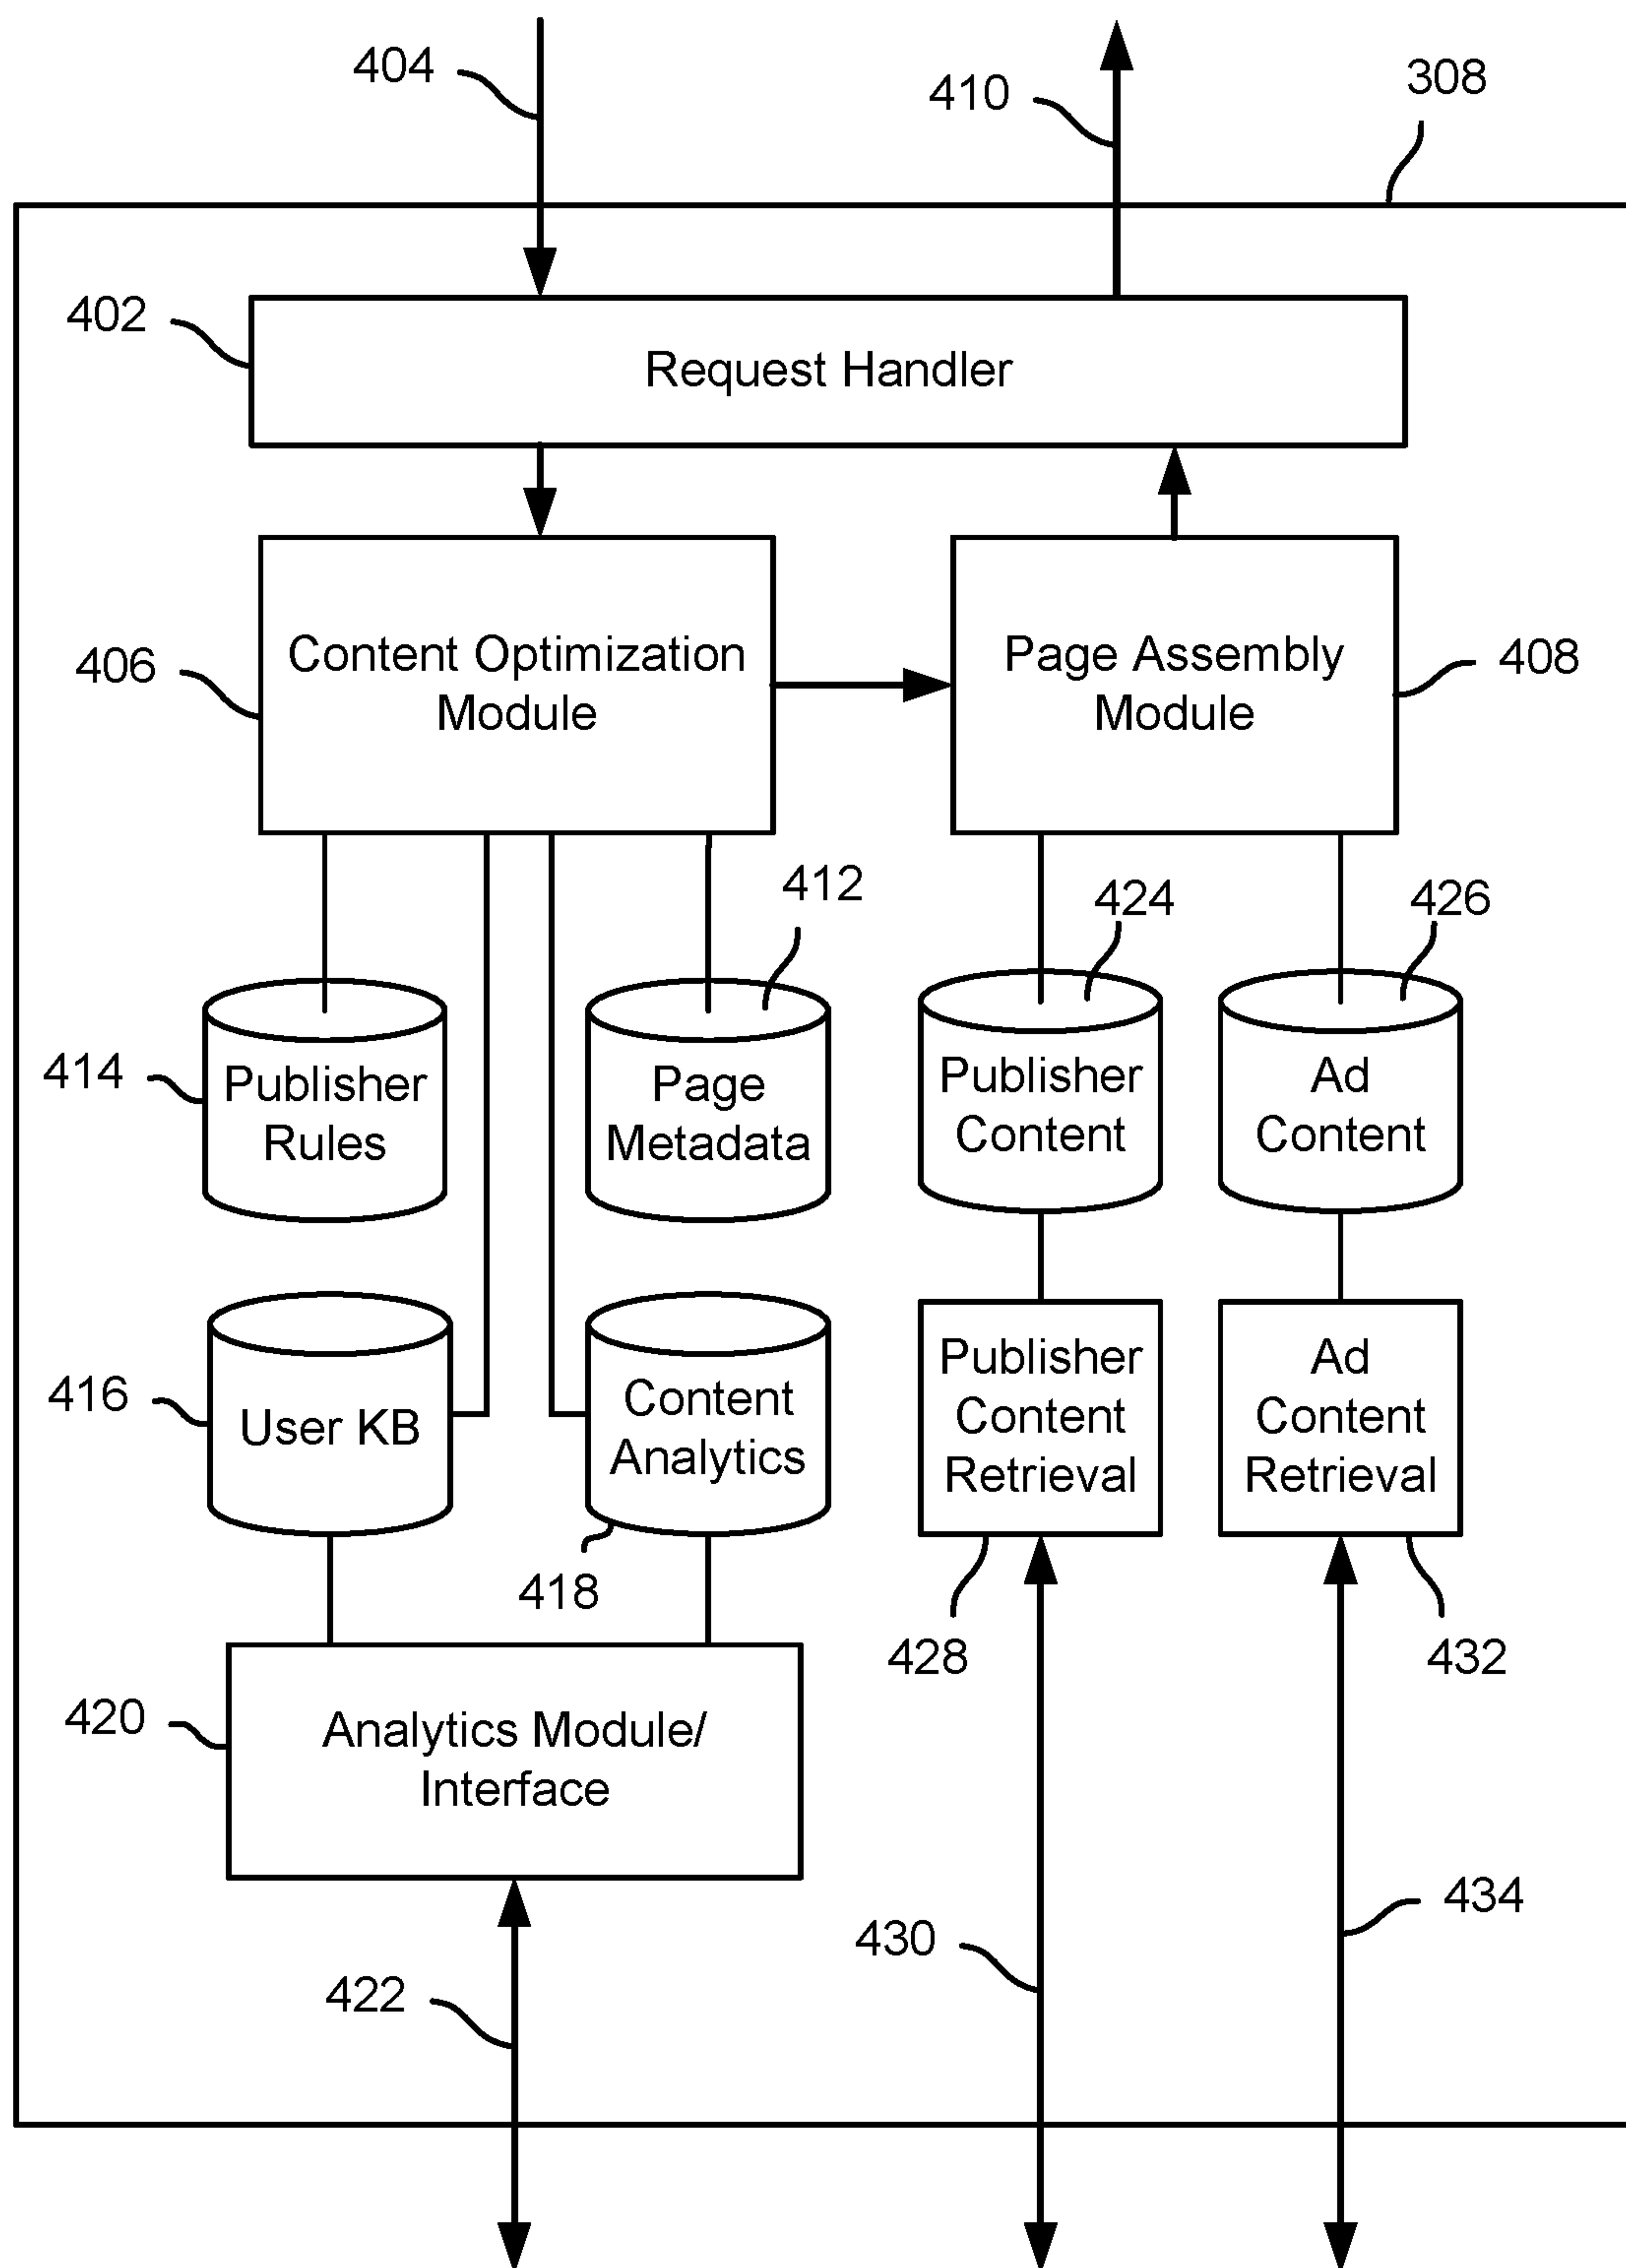 404
410
308
402
Request Handler
406
Content Optimization
Module
Page Assembly
Module
408
412
424
426
414
Publisher
Rules
Page
Metadata
Publisher
Content
Ad
Content
416
User KB
Content
Analytics
Publisher
Content
Retrieval
Ad
Content
Retrieval
418
428
432
420
Analytics Module/
Interface
422
430
434